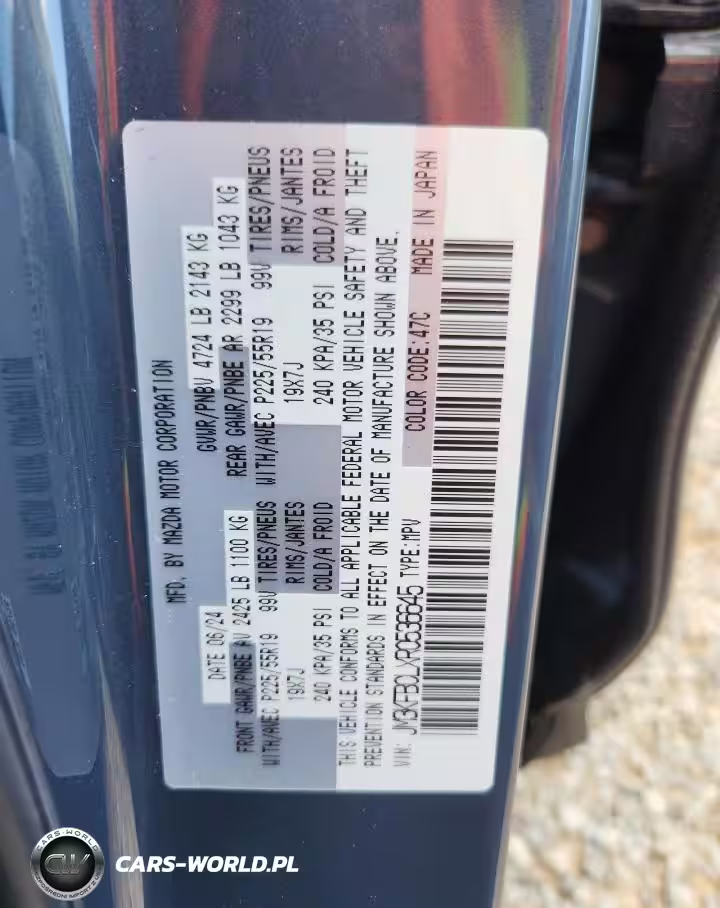 MFD. BY MAZDA MOTOR CORPORATION
DATE 06/24 GVWR/PNBV 4724 LB 2143 KG
FRONT GAWR/PNBE AV 2425 LB 1100 KG REAR GAWR/PNBE AR 2299 LB 1043 KG
WITH/AVEC P225/55R19 99V TIRES/PNEUS WITH/AVEC P225/55R19 99V TIRES/PNEUS
19X7J RIMS/JANTES 19X7J RIMS/JANTES
240 KPA/35 PSI COLD/A FROID 240 KPA/35 PSI COLD/A FROID
THIS VEHICLE CONFORMS TO ALL APPLICABLE FEDERAL MOTOR VEHICLE SAFETY AND THEFT
PREVENTION STANDARDS IN EFFECT ON THE DATE OF MANUFACTURE SHOWN ABOVE.
VIN: JM3KFBCLXR0536645 TYPE:MPV COLOR CODE:47C MADE IN JAPAN
CARS-WORLD
CW
CARS-WORLD.PL